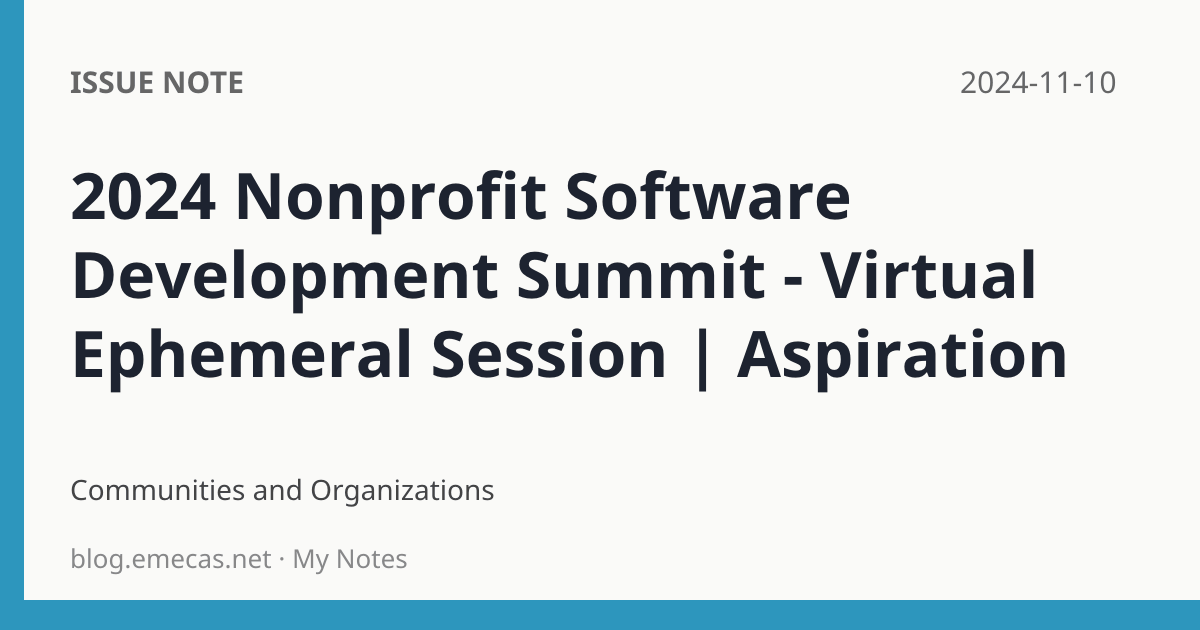 ISSUE NOTE
2024-11-10
2024 Nonprofit Software
Development Summit - Virtual
Ephemeral Session | Aspiration
Communities and Organizations
blog.emecas.net · My Notes